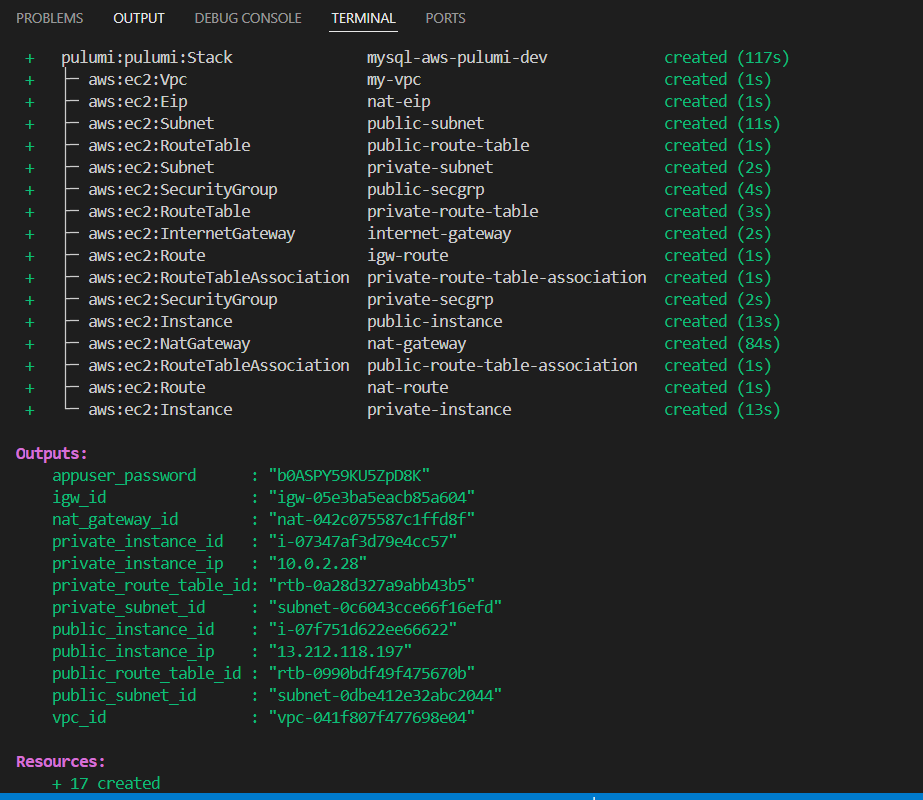 PROBLEMS OUTPUT DEBUG CONSOLE TERMINAL PORTS
+ pulumi:pulumi:Stack mysql-aws-pulumi-dev created (117s)
+ ├─ aws:ec2:Vpc my-vpc created (1s)
+ ├─ aws:ec2:Eip nat-eip created (1s)
+ ├─ aws:ec2:Subnet public-subnet created (11s)
+ ├─ aws:ec2:RouteTable public-route-table created (1s)
+ ├─ aws:ec2:Subnet private-subnet created (2s)
+ ├─ aws:ec2:SecurityGroup public-secgrp created (4s)
+ ├─ aws:ec2:RouteTable private-route-table created (3s)
+ ├─ aws:ec2:InternetGateway internet-gateway created (2s)
+ ├─ aws:ec2:Route igw-route created (1s)
+ ├─ aws:ec2:RouteTableAssociation private-route-table-association created (1s)
+ ├─ aws:ec2:SecurityGroup private-secgrp created (2s)
+ ├─ aws:ec2:Instance public-instance created (13s)
+ ├─ aws:ec2:NatGateway nat-gateway created (84s)
+ ├─ aws:ec2:RouteTableAssociation public-route-table-association created (1s)
+ ├─ aws:ec2:Route nat-route created (1s)
+ └─ aws:ec2:Instance private-instance created (13s)
Outputs:
appuser_password : "b0ASPY59KU5ZpD8K"
igw_id : "igw-05e3ba5eacb85a604"
nat_gateway_id : "nat-042c075587c1ffd8f"
private_instance_id : "i-07347af3d79e4cc57"
private_instance_ip : "10.0.2.28"
private_route_table_id: "rtb-0a28d327a9abb43b5"
private_subnet_id : "subnet-0c6043cce66f16efd"
public_instance_id : "i-07f751d622ee66622"
public_instance_ip : "13.212.118.197"
public_route_table_id : "rtb-0990bdf49f475670b"
public_subnet_id : "subnet-0dbe412e32abc2044"
vpc_id : "vpc-041f807f477698e04"
Resources:
+ 17 created